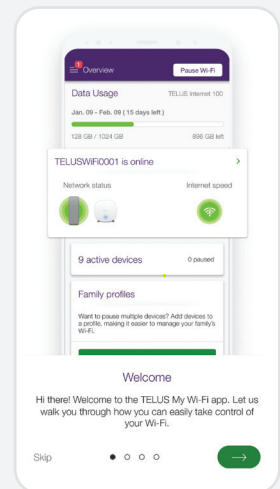 1
Overview
Pause Wi-Fi
Data Usage
TELUS Internet 100
Jan. 09 - Feb. 09 ( 15 days left )
128 GB / 1024 GB
896 GB left
TELUSWiFi0001 is online
Network status
Internet speed
9 active devices
0 paused
Family profiles
Want to pause multiple devices? Add devices to
a profile, making it easier to manage your family's
Wi-Fi.
Welcome
Hi there! Welcome to the TELUS My Wi-Fi app. Let us
walk you through how you can easily take control of
your Wi-Fi.
Skip